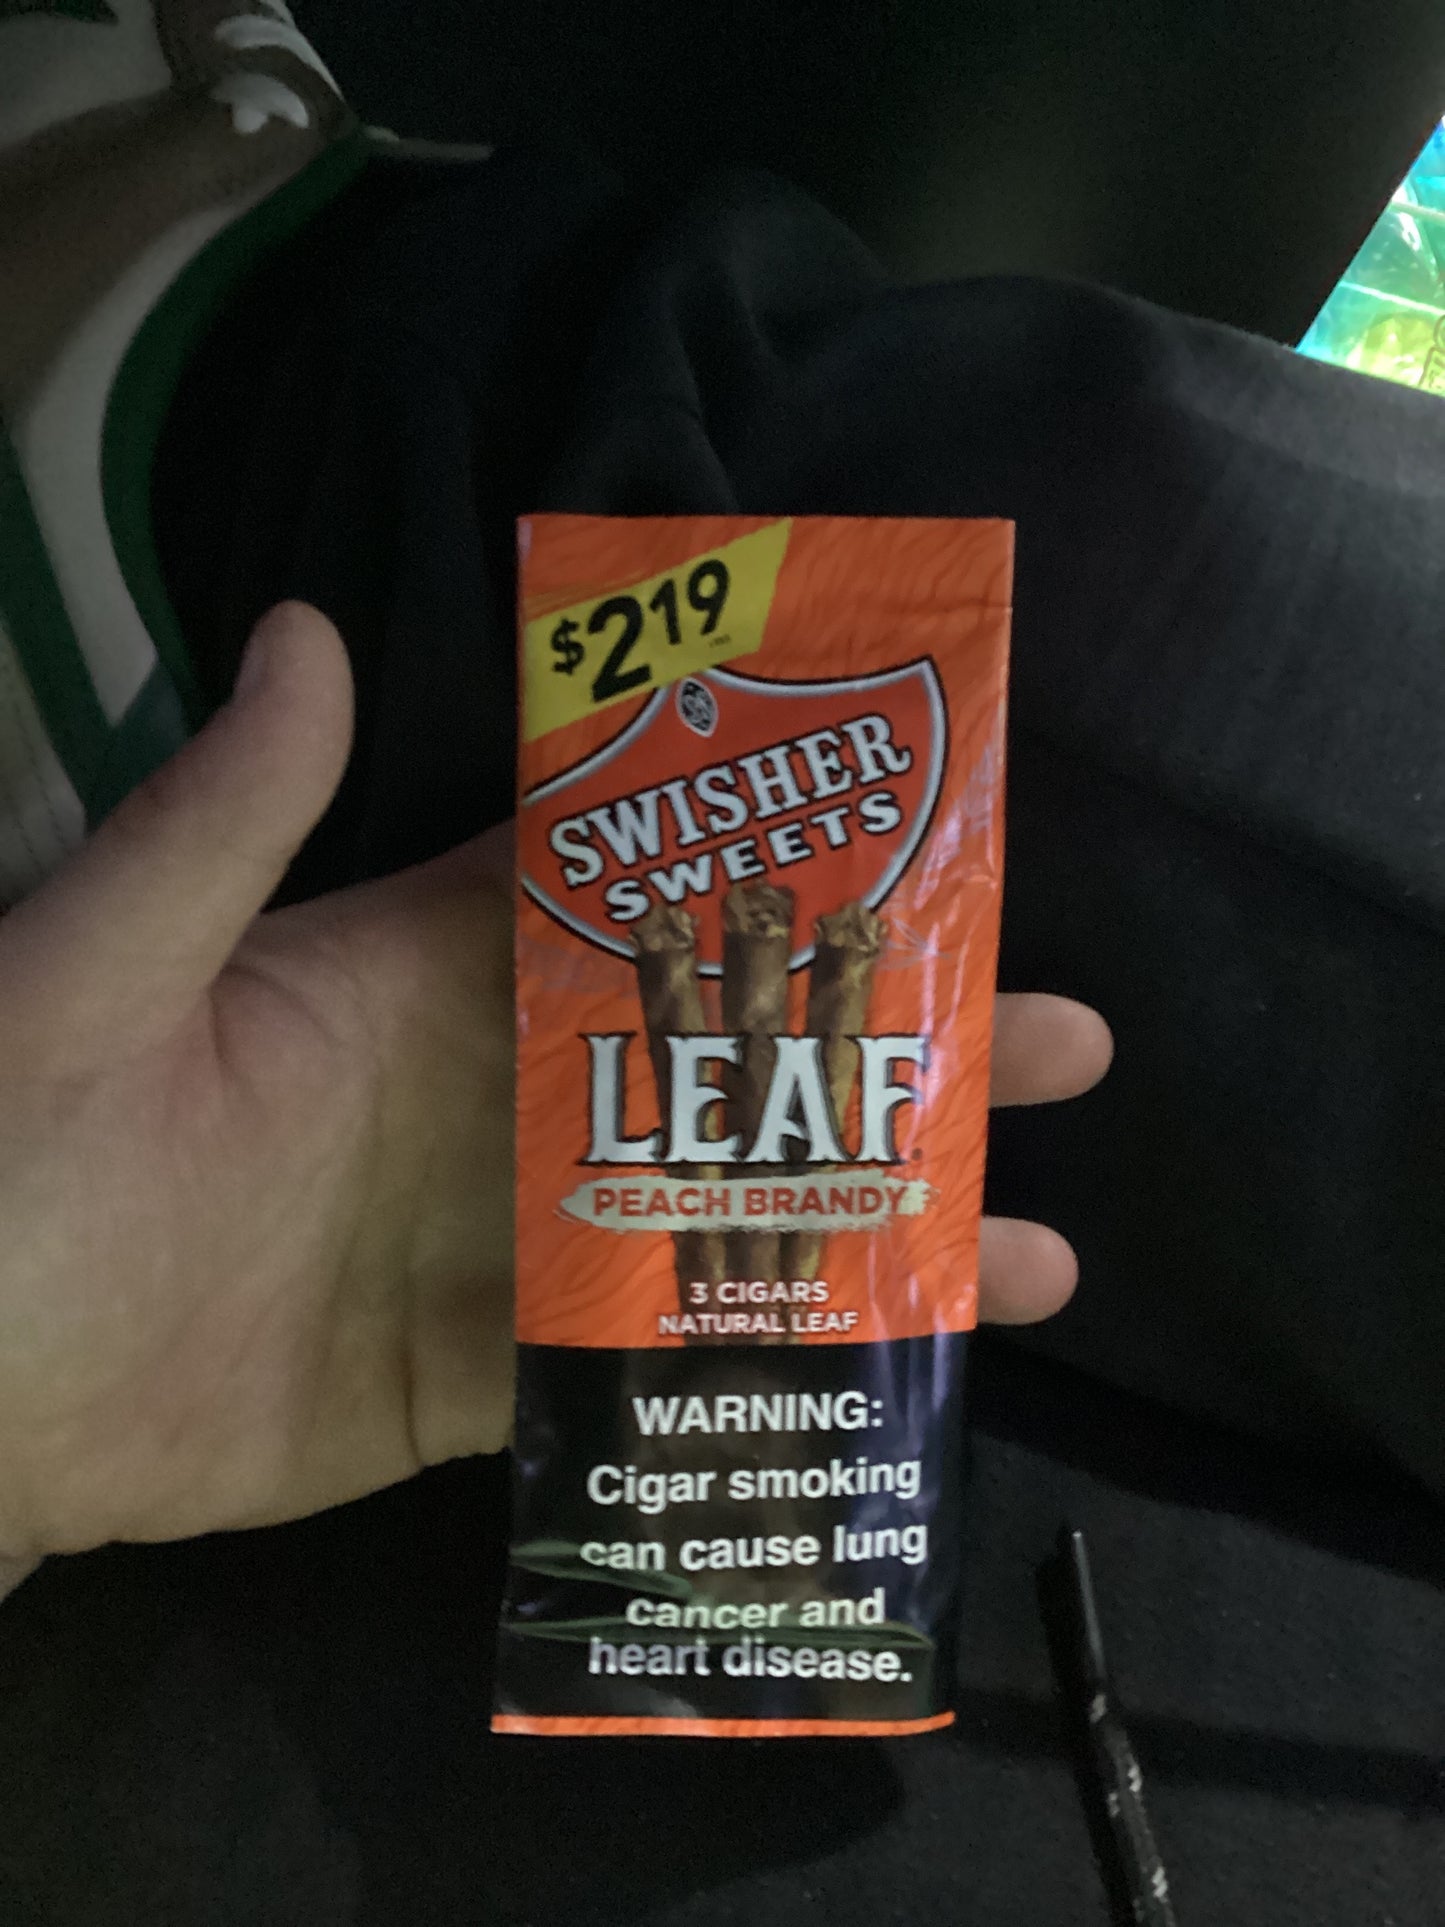 $2.19
SWISHER
SWEETS
LEAF
PEACH BRANDY
3 CIGARS
NATURAL LEAF
WARNING:
Cigar smoking
can cause lung
cancer and
heart disease.